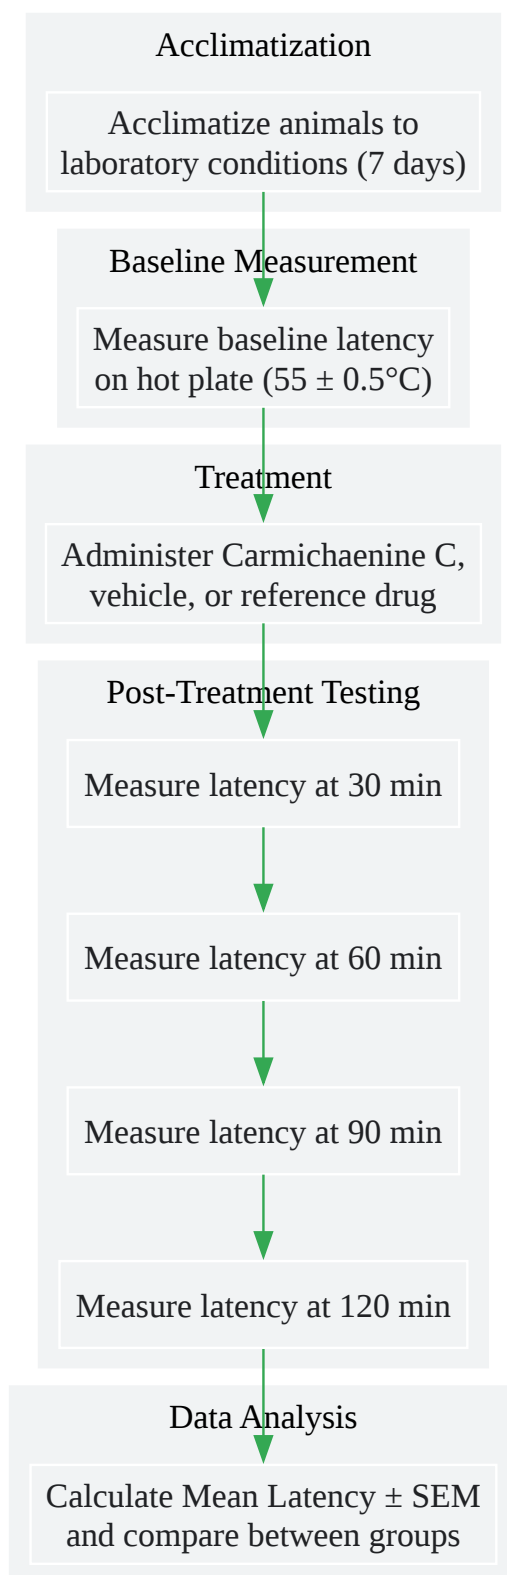 Acclimatization
Acclimatize animals to
laboratory conditions (7 days)
Baseline Measurement
Measure baseline latency
on hot plate (55 ± 0.5°C)
Treatment
Administer Carmichaenine C,
vehicle, or reference drug
Post-Treatment Testing
Measure latency at 30 min
Measure latency at 60 min
Measure latency at 90 min
Measure latency at 120 min
Data Analysis
Calculate Mean Latency ± SEM
and compare between groups